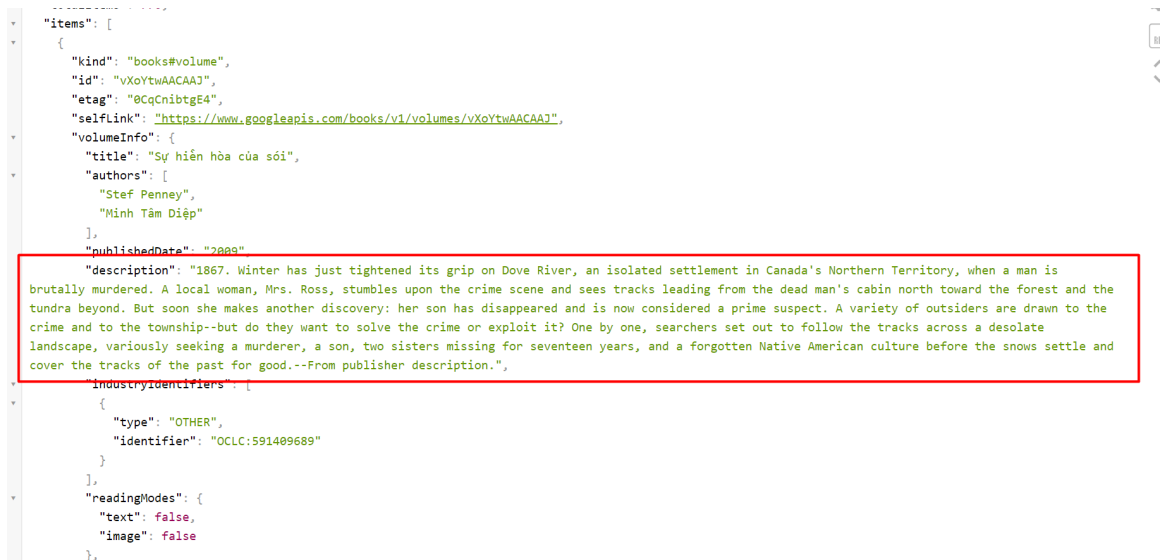 "items": [
{
"kind": "books#volume",
"id": "vXoYtwAACAAJ",
"etag": "0CqCnibtgE4",
"selfLink": "https://www.googleapis.com/books/v1/volumes/vXoYtwAACAAJ",
"volumeInfo": {
"title": "Sự hiền hòa của sói",
"authors": [
"Stef Penney",
"Minh Tâm Diệp"
],
"publishedDate": "2009",
"description": "1867. Winter has just tightened its grip on Dove River, an isolated settlement in Canada's Northern Territory, when a man is
brutally murdered. A local woman, Mrs. Ross, stumbles upon the crime scene and sees tracks leading from the dead man's cabin north toward the forest and the
tundra beyond. But soon she makes another discovery: her son has disappeared and is now considered a prime suspect. A variety of outsiders are drawn to the
crime and to the township--but do they want to solve the crime or exploit it? One by one, searchers set out to follow the tracks across a desolate
landscape, variously seeking a murderer, a son, two sisters missing for seventeen years, and a forgotten Native American culture before the snows settle and
cover the tracks of the past for good.--From publisher description.",
"industryIdentifiers": [
{
"type": "OTHER",
"identifier": "OCLC:591409689"
}
],
"readingModes": {
"text": false,
"image": false
},